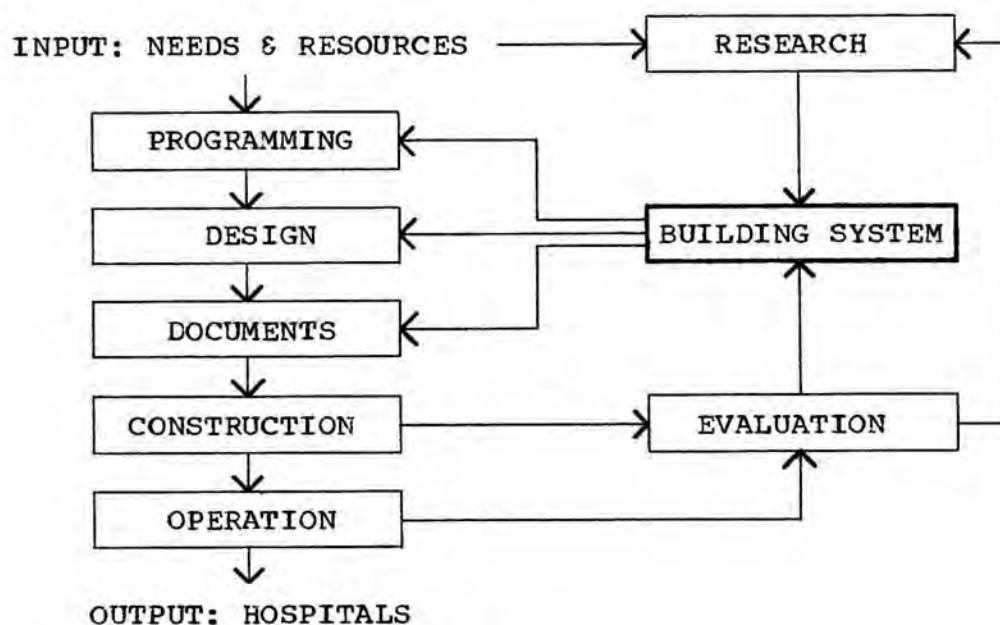 INPUT: NEEDS & RESOURCES
RESEARCH
PROGRAMMING
DESIGN
BUILDING SYSTEM
DOCUMENTS
CONSTRUCTION
EVALUATION
OPERATION
OUTPUT: HOSPITALS